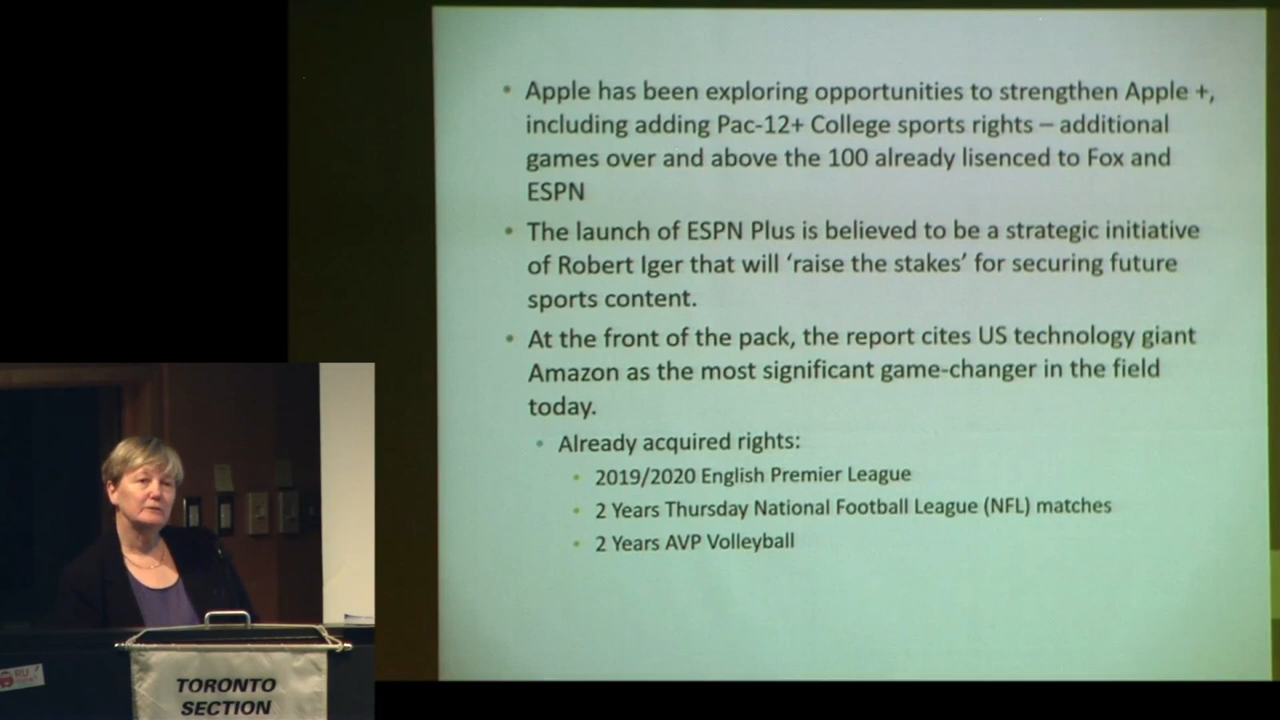 • Apple has been exploring opportunities to strengthen Apple +,
including adding Pac-12+ College sports rights – additional
games over and above the 100 already lisenced to Fox and
ESPN
• The launch of ESPN Plus is believed to be a strategic initiative
of Robert Iger that will ‘raise the stakes’ for securing future
sports content.
• At the front of the pack, the report cites US technology giant
Amazon as the most significant game-changer in the field
today.
• Already acquired rights:
• 2019/2020 English Premier League
• 2 Years Thursday National Football League (NFL) matches
• 2 Years AVP Volleyball
RU
TORONTO
SECTION